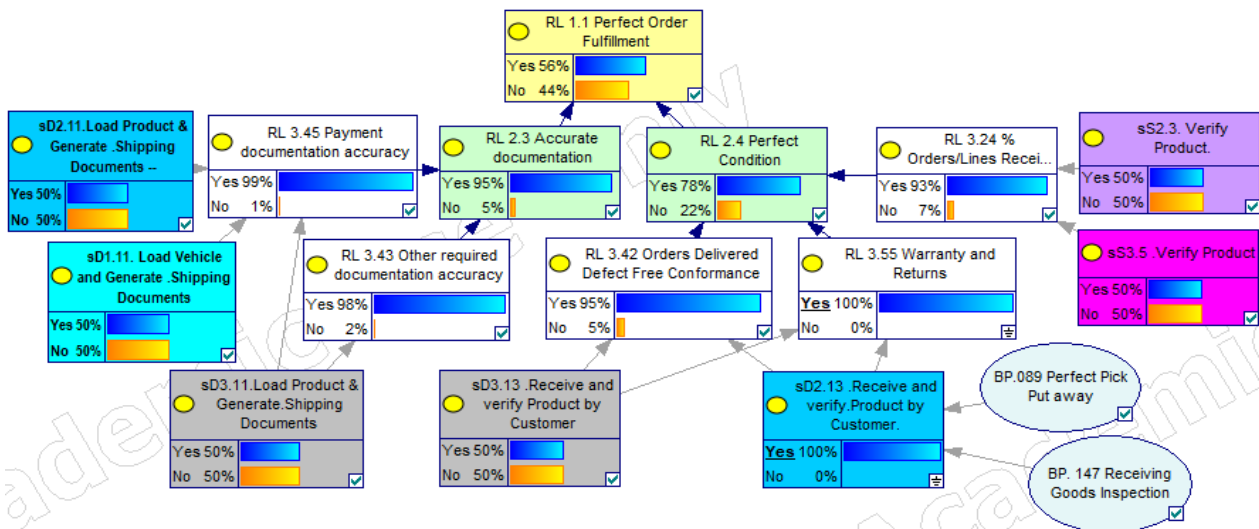 RL 1.1 Perfect Order
Fulfillment
Yes 56%
No 44%
sD2.11.Load Product &
Generate .Shipping
Documents --
Yes 50%
No 50%
RL 3.45 Payment
documentation accuracy
Yes 99%
No 1%
RL 2.3 Accurate
documentation
Yes 95%
No 5%
RL 2.4 Perfect
Condition
Yes 78%
No 22%
RL 3.24 %
Orders/Lines Recei...
Yes 93%
No 7%
sS2.3. Verify
Product.
Yes 50%
No 50%
sD1.11. Load Vehicle
and Generate .Shipping
Documents
Yes 50%
No 50%
RL 3.43 Other required
documentation accuracy
Yes 98%
No 2%
RL 3.42 Orders Delivered
Defect Free Conformance
Yes 95%
No 5%
RL 3.55 Warranty and
Returns
Yes 100%
No 0%
sS3.5 .Verify Product
Yes 50%
No 50%
sD3.11.Load Product &
Generate.Shipping
Documents
Yes 50%
No 50%
sD3.13 .Receive and
verify Product by
Customer
Yes 50%
No 50%
sD2.13 .Receive and
verify.Product by
Customer.
Yes 100%
No 0%
BP.089 Perfect Pick
Put away
BP. 147 Receiving
Goods Inspection